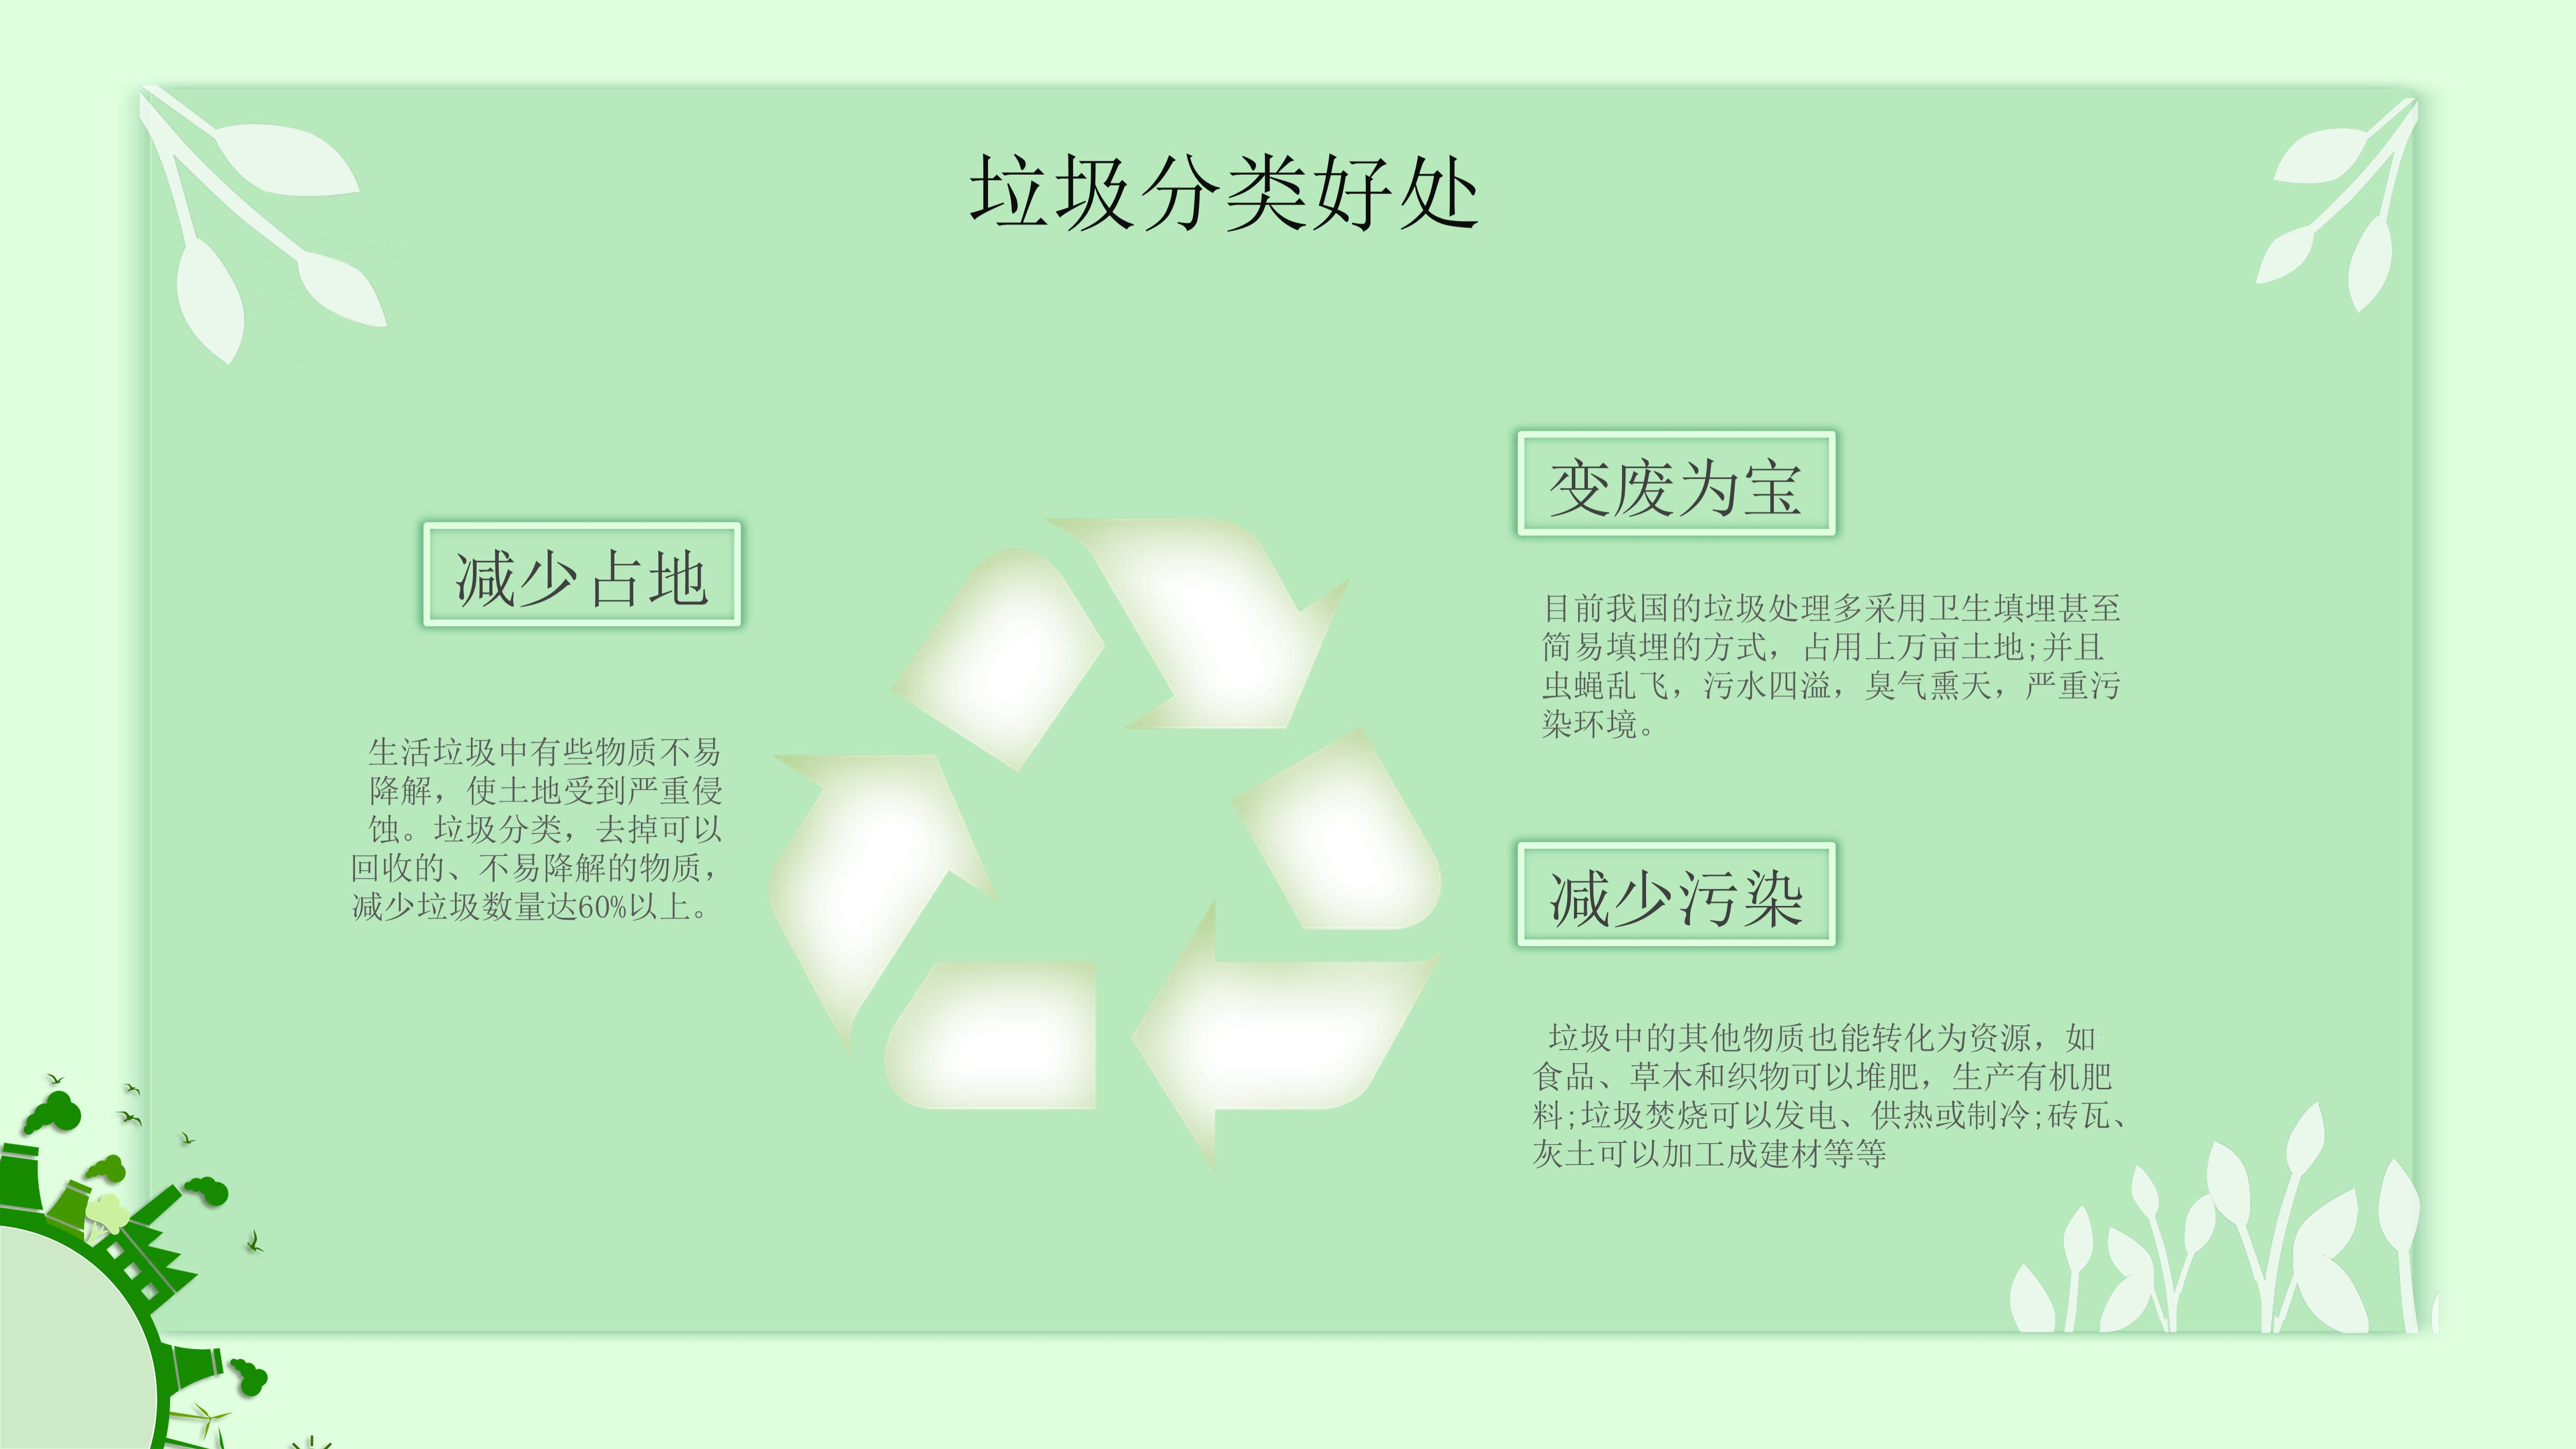 垃圾分类好处
减少占地
生活垃圾中有些物质不易
降解，使土地受到严重侵
蚀。垃圾分类，去掉可以
回收的、不易降解的物质，
减少垃圾数量达60%以上。
变废为宝
目前我国的垃圾处理多采用卫生填埋甚至
简易填埋的方式，占用上万亩土地;并且
虫蝇乱飞，污水四溢，臭气熏天，严重污
染环境。
减少污染
垃圾中的其他物质也能转化为资源，如
食品、草木和织物可以堆肥，生产有机肥
料;垃圾焚烧可以发电、供热或制冷;砖瓦、
灰土可以加工成建材等等